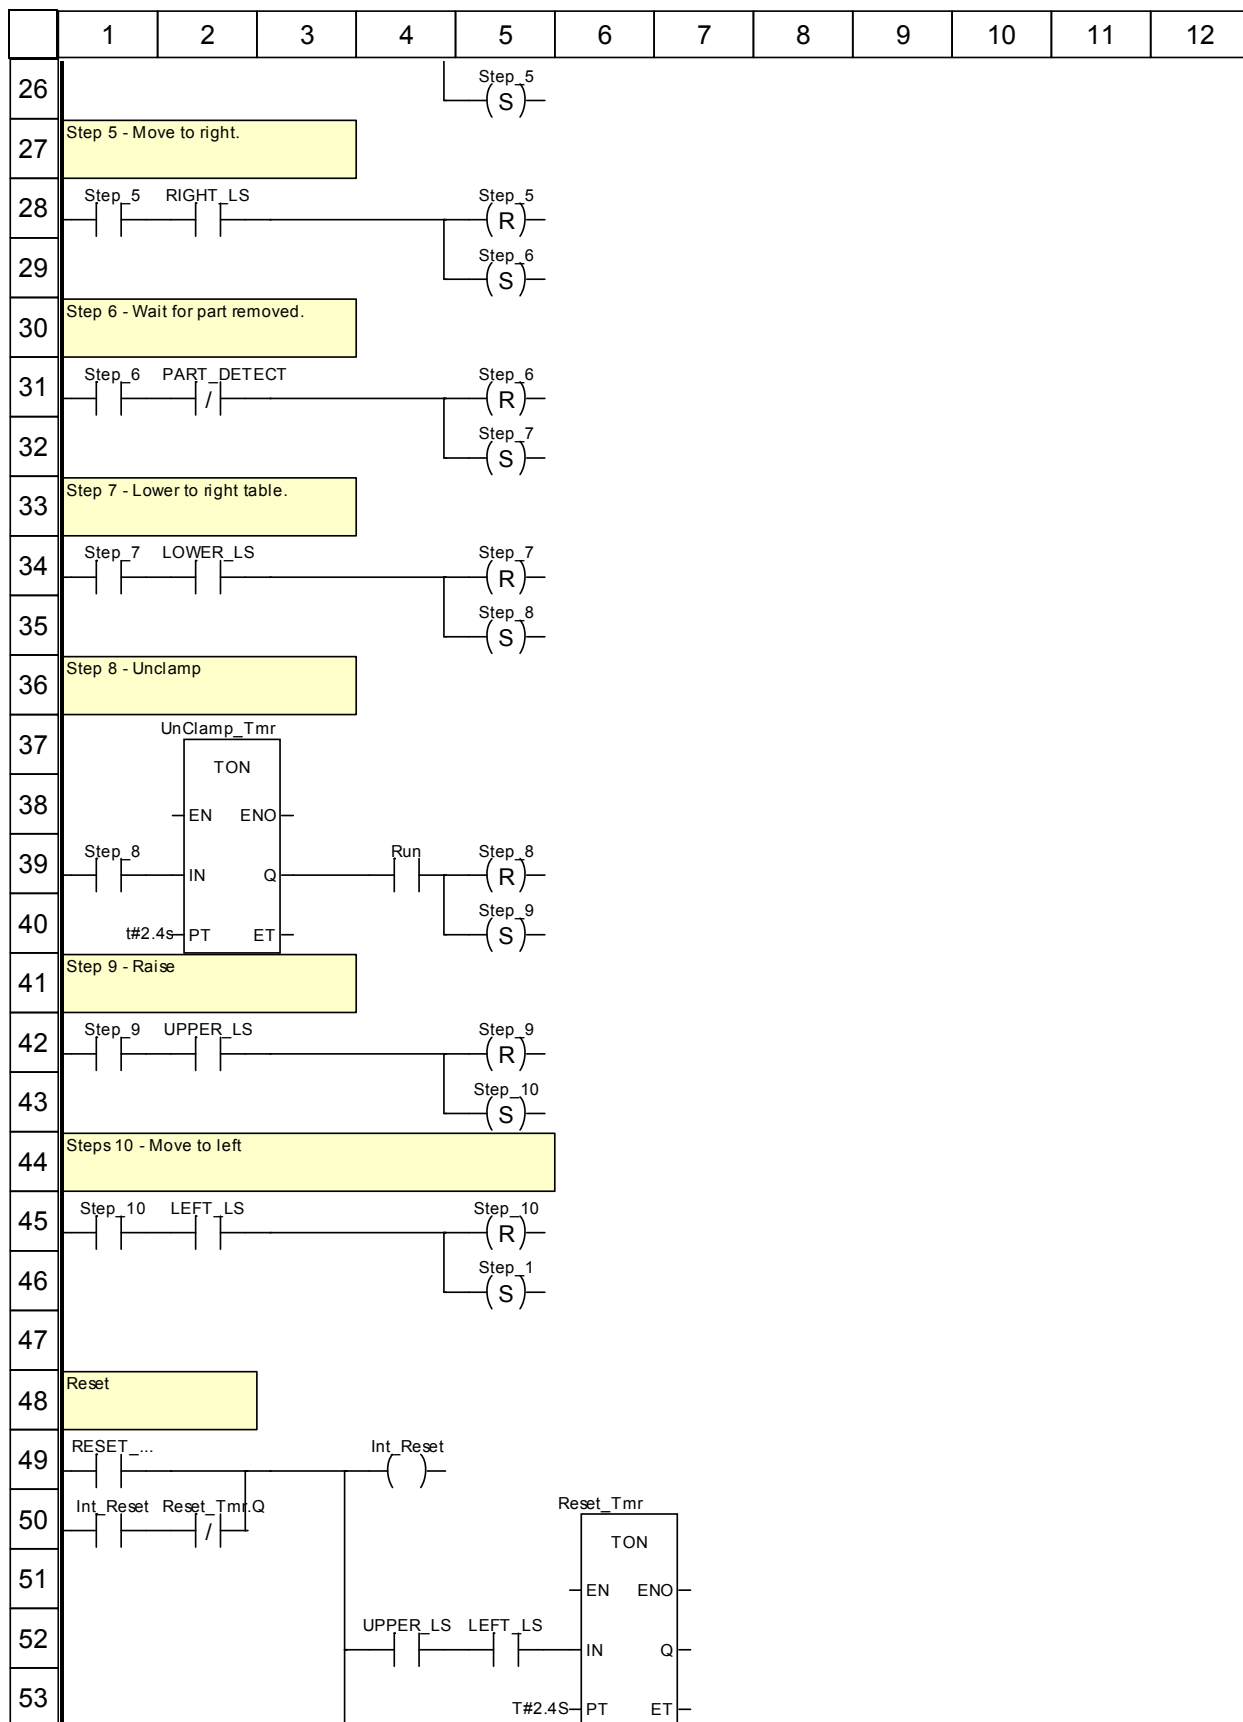 1 2 3 4 5 6 7 8 9 10 11 12
26 Step_5
(S)
27 Step 5 - Move to right.
28 Step_5 RIGHT_LS Step_5
(R)
29 Step_6
(S)
30 Step 6 - Wait for part removed.
31 Step_6 PART_DETECT Step_6
/ (R)
32 Step_7
(S)
33 Step 7 - Lower to right table.
34 Step_7 LOWER_LS Step_7
(R)
35 Step_8
(S)
36 Step 8 - Unclamp
37 UnClamp_Tmr
TON
38 EN ENO
39 Step_8 Run Step_8
IN Q (R)
40 Step_9
t#2.4s PT ET (S)
41 Step 9 - Raise
42 Step_9 UPPER_LS Step_9
(R)
43 Step_10
(S)
44 Steps 10 - Move to left
45 Step_10 LEFT_LS Step_10
(R)
46 Step_1
(S)
47
48 Reset
49 RESET_... Int_Reset
( )
50 Int_Reset Reset_Tmr.Q Reset_Tmr
/ TON
51 EN ENO
52 UPPER_LS LEFT_LS
IN Q
53 T#2.4S PT ET